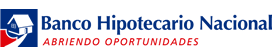 Banco Hipotecario Nacional
ABRIENDO OPORTUNIDADES